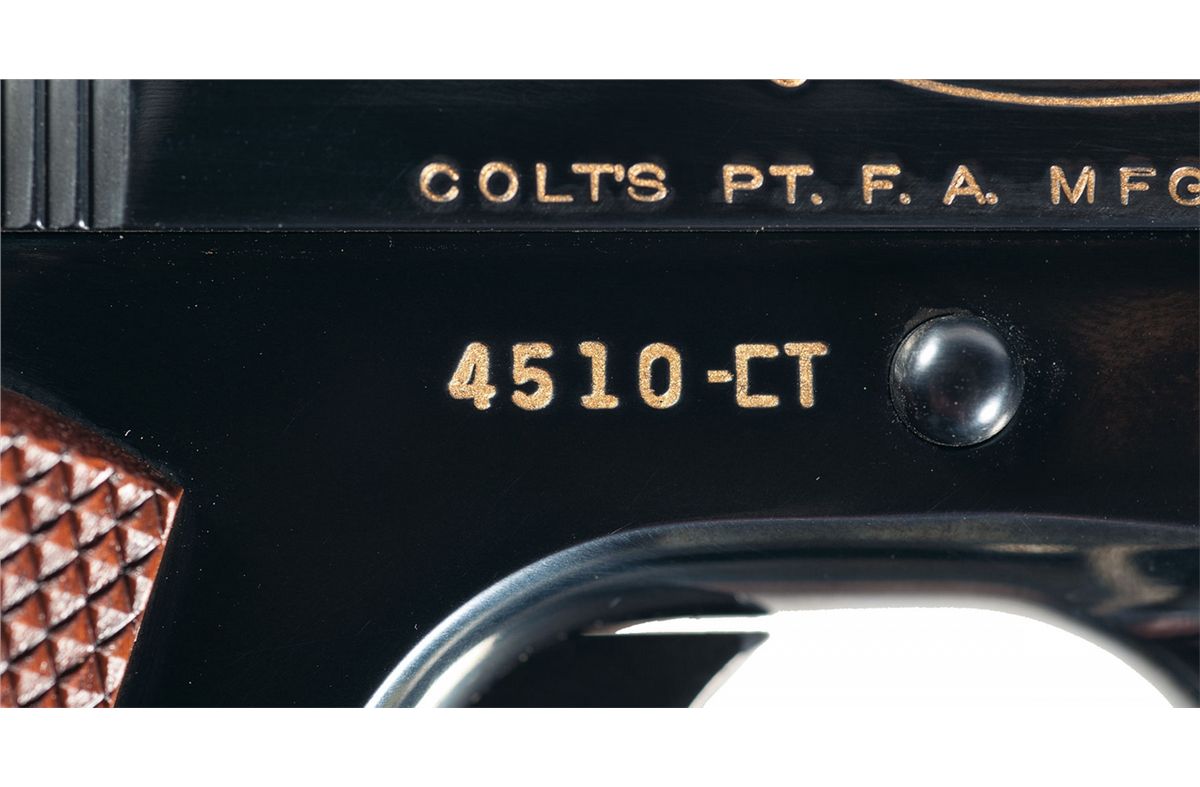 COLT'S PT. F. A. MFG
4510-CT